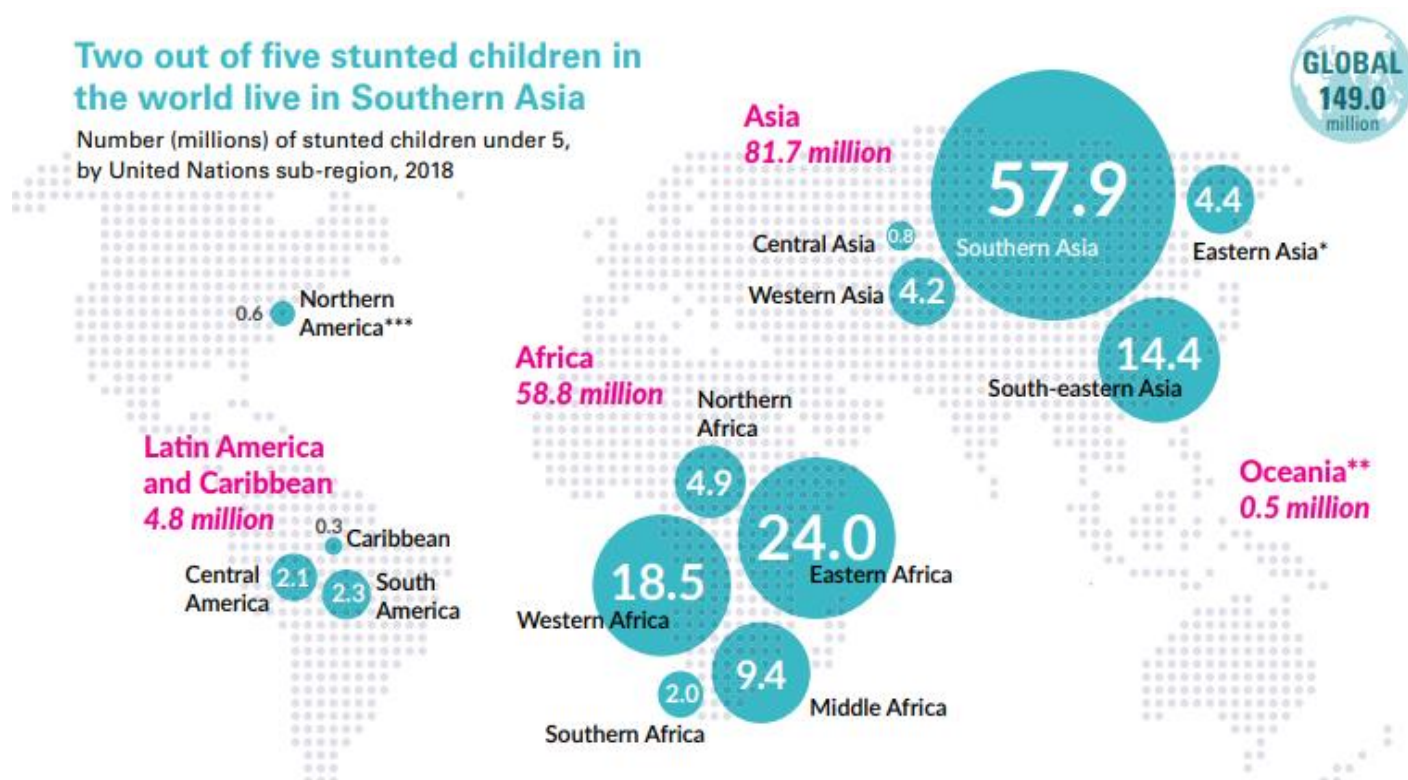 Two out of five stunted children in
the world live in Southern Asia
Number (millions) of stunted children under 5,
by United Nations sub-region, 2018
GLOBAL
149.0
million
Asia
81.7 million
57.9
Southern Asia
4.4
Eastern Asia*
Central Asia
0.8
Western Asia
4.2
14.4
South-eastern Asia
0.6
Northern
America***
Africa
58.8 million
Northern
Africa
4.9
24.0
Eastern Africa
18.5
Western Africa
9.4
Middle Africa
2.0
Southern Africa
Latin America
and Caribbean
4.8 million
0.3
Caribbean
Central
America
2.1
2.3
South
America
Oceania**
0.5 million